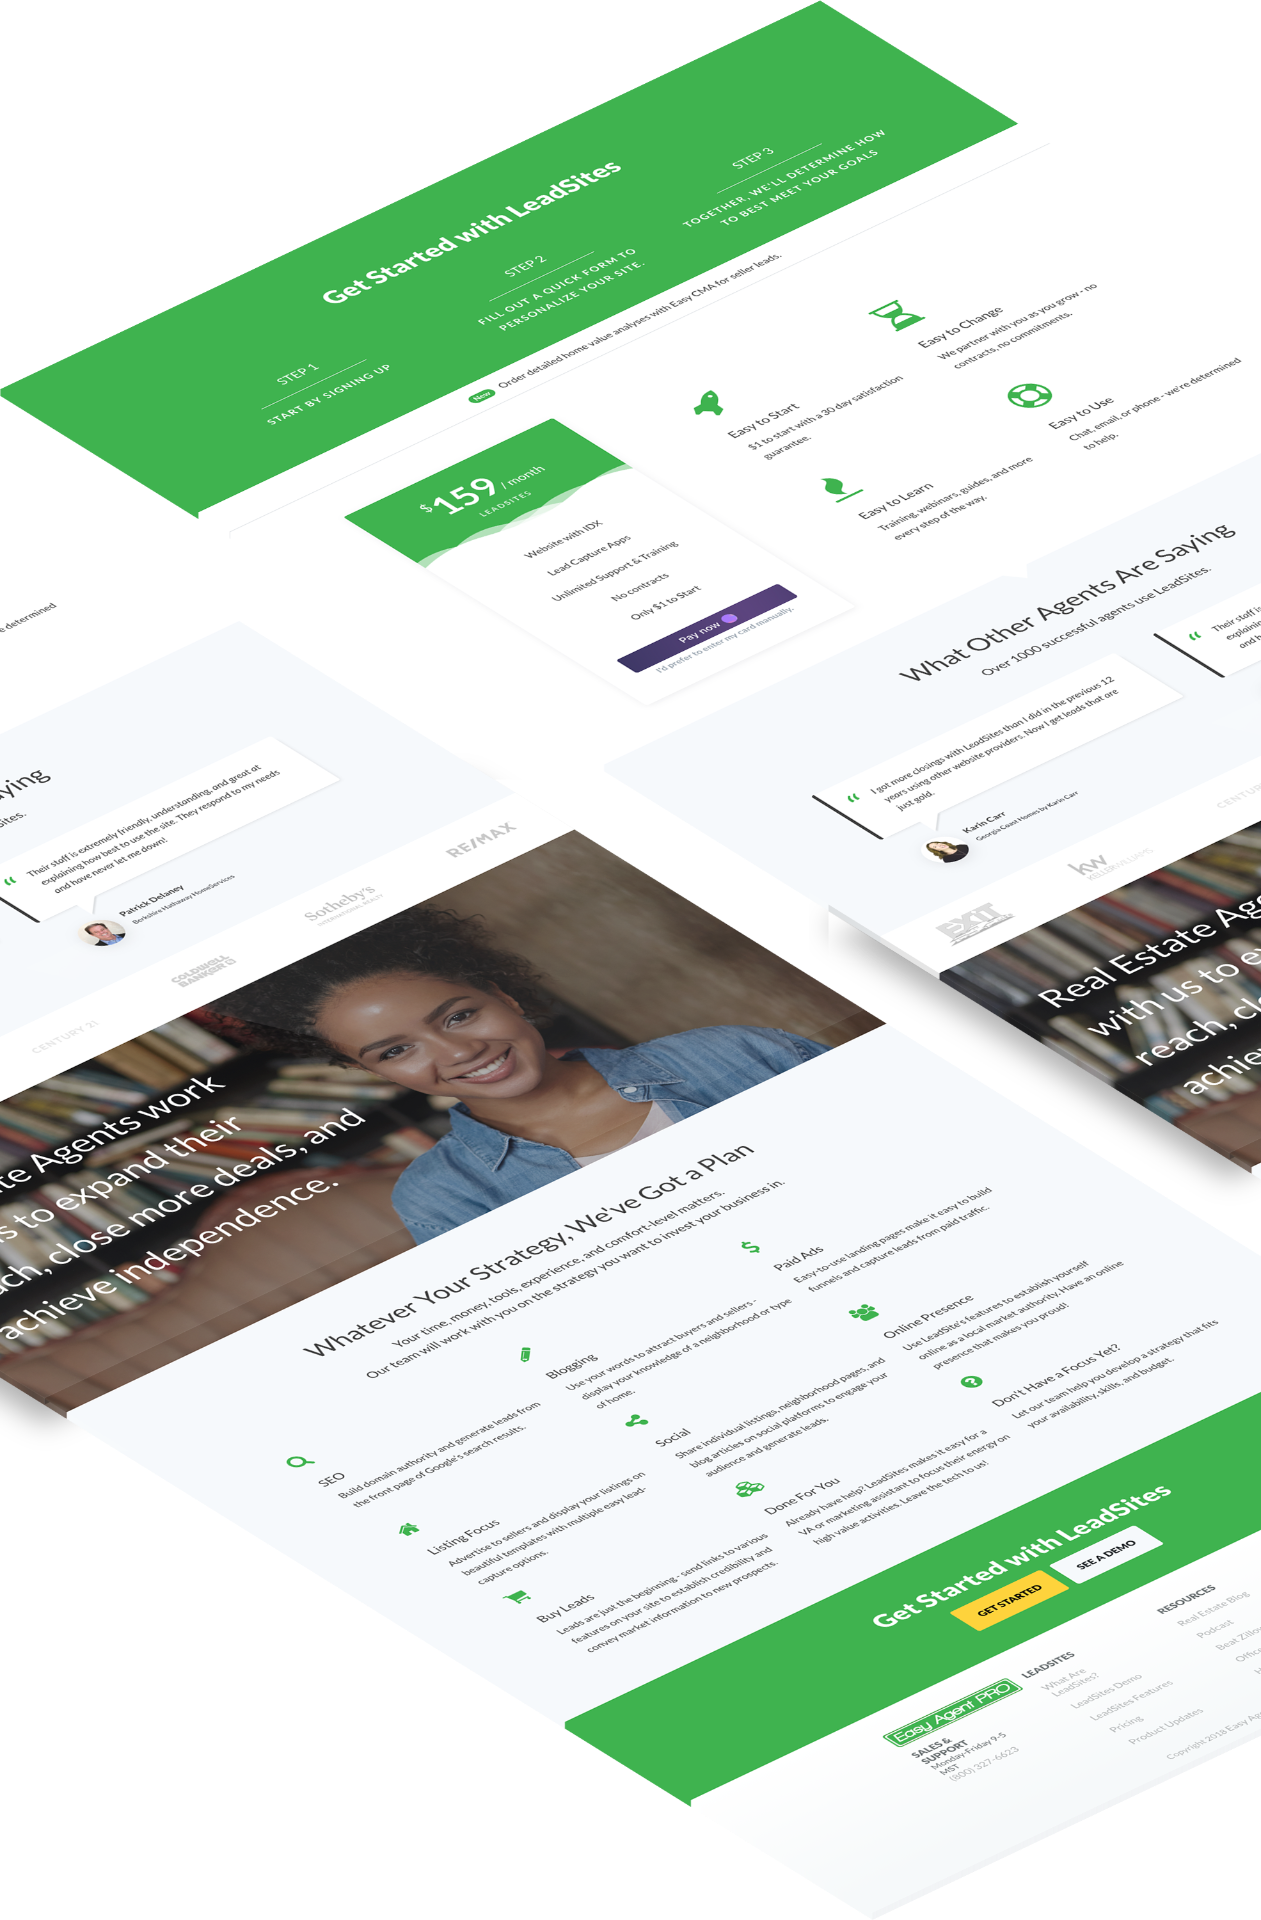 Get Started with LeadSites
STEP 1
START BY SIGNING UP
STEP 2
FILL OUT A QUICK FORM TO
PERSONALIZE YOUR SITE.
STEP 3
TOGETHER, WE'LL DETERMINE HOW
TO BEST MEET YOUR GOALS
New Order detailed home value analyses with Easy CMA for seller leads.
$159 / month
LEADSITES
Website with IDX
Lead Capture Apps
Unlimited Support & Training
No contracts
Only $1 to Start
Pay now
I'd prefer to enter my card manually.
Easy to Start
$1 to start with a 30 day satisfaction
guarantee.
Easy to Change
We partner with you as you grow - no
contracts, no commitments.
Easy to Learn
Training, webinars, guides, and more
every step of the way.
Easy to Use
Chat, email, or phone - we're determined
to help.
What Other Agents Are Saying
Over 1000 successful agents use LeadSites.
“ I got more closings with LeadSites than I did in the previous 12
years using other website providers. Now I get leads that are
just gold.
Karin Carr
Georgia Coast Homes by Karin Carr
“ Their staff is
explaining
and h
EXIT
kw
KELLERWILLIAMS
CENTUR
Real Estate Age
with us to e
reach, cl
achiev
e determined
ying
Sites.
“ Their staff is extremely friendly, understanding, and great at
explaining how best to use the site. They respond to my needs
and have never let me down!
Patrick Delaney
Berkshire Hathaway HomeServices
CENTURY 21
COLDWELL
BANKER
Sotheby's
INTERNATIONAL REALTY
RE/MAX
te Agents work
s to expand their
ch, close more deals, and
achieve independence.
Whatever Your Strategy, We've Got a Plan
Your time, money, tools, experience, and comfort-level matters.
Our team will work with you on the strategy you want to invest your business in.
SEO
Build domain authority and generate leads from
the front page of Google's search results.
Blogging
Use your words to attract buyers and sellers -
display your knowledge of a neighborhood or type
of home.
Paid Ads
Easy-to-use landing pages make it easy to build
funnels and capture leads from paid traffic.
Listing Focus
Advertise to sellers and display your listings on
beautiful templates with multiple easy lead-
capture options.
Social
Share individual listings, neighborhood pages, and
blog articles on social platforms to engage your
audience and generate leads.
Online Presence
Use LeadSite's features to establish yourself
online as a local market authority. Have an online
presence that makes you proud!
Buy Leads
Leads are just the beginning - send links to various
features on your site to establish credibility and
convey market information to new prospects.
Done For You
Already have help? LeadSites makes it easy for a
VA or marketing assistant to focus their energy on
high value activities. Leave the tech to us!
Don't Have a Focus Yet?
Let our team help you develop a strategy that fits
your availability, skills, and budget.
Get Started with LeadSites
GET STARTED
SEE A DEMO
Easy Agent PRO
SALES &
SUPPORT
Monday-Friday 9-5
MST
(800) 327-6623
LEADSITES
What Are
LeadSites?
LeadSites Demo
LeadSites Features
Pricing
Product Updates
RESOURCES
Real Estate Blog
Podcast
Beat Zillo
Offic
Copyright 2018 Easy Ag